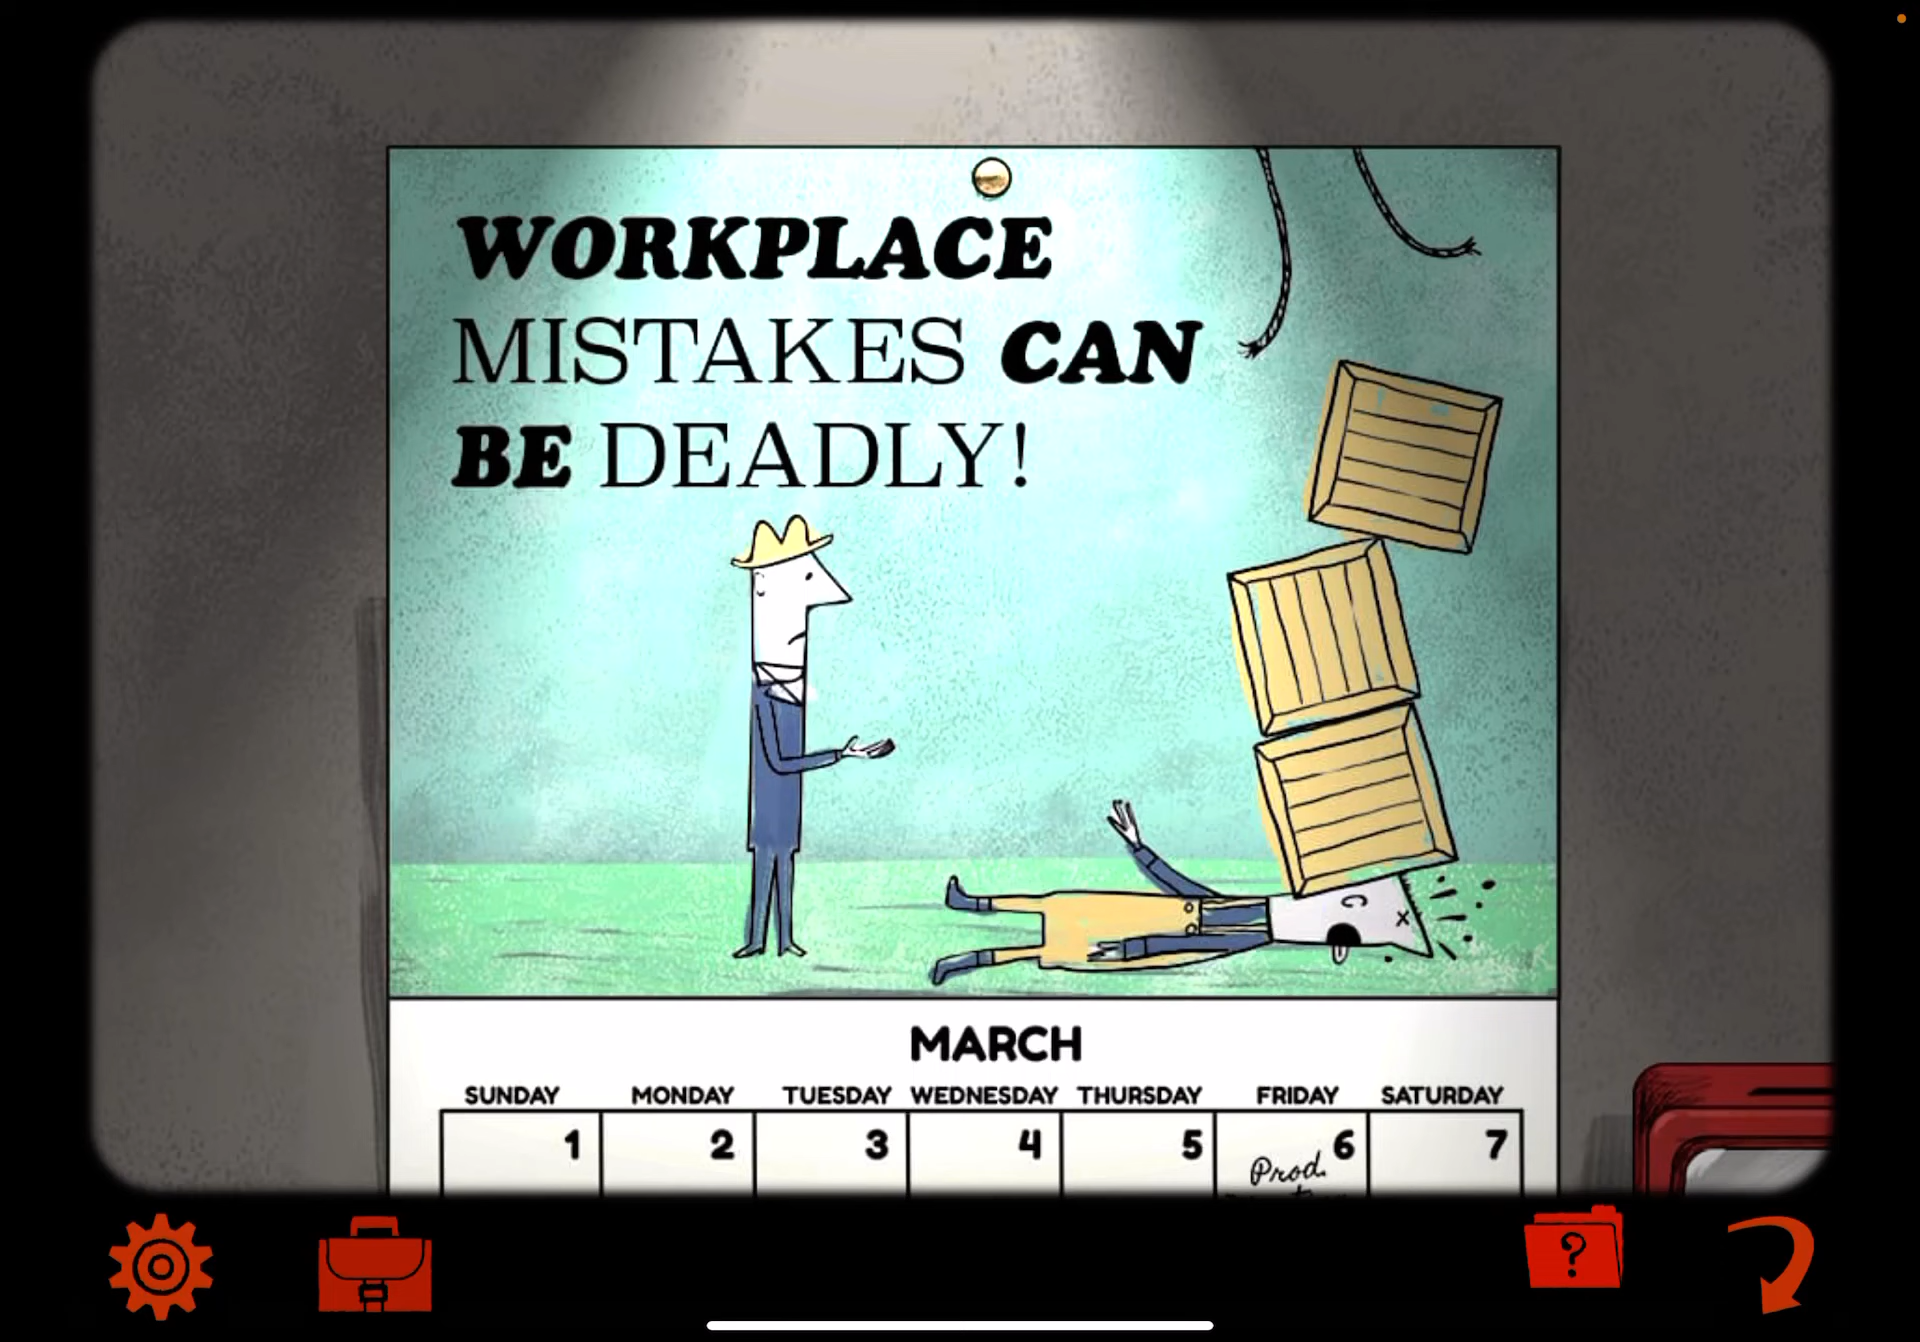 WORKPLACE
MISTAKES CAN
BE DEADLY!
MARCH
SUNDAY MONDAY TUESDAY WEDNESDAY THURSDAY FRIDAY SATURDAY
1 2 3 4 5 6 7
Prod.
?